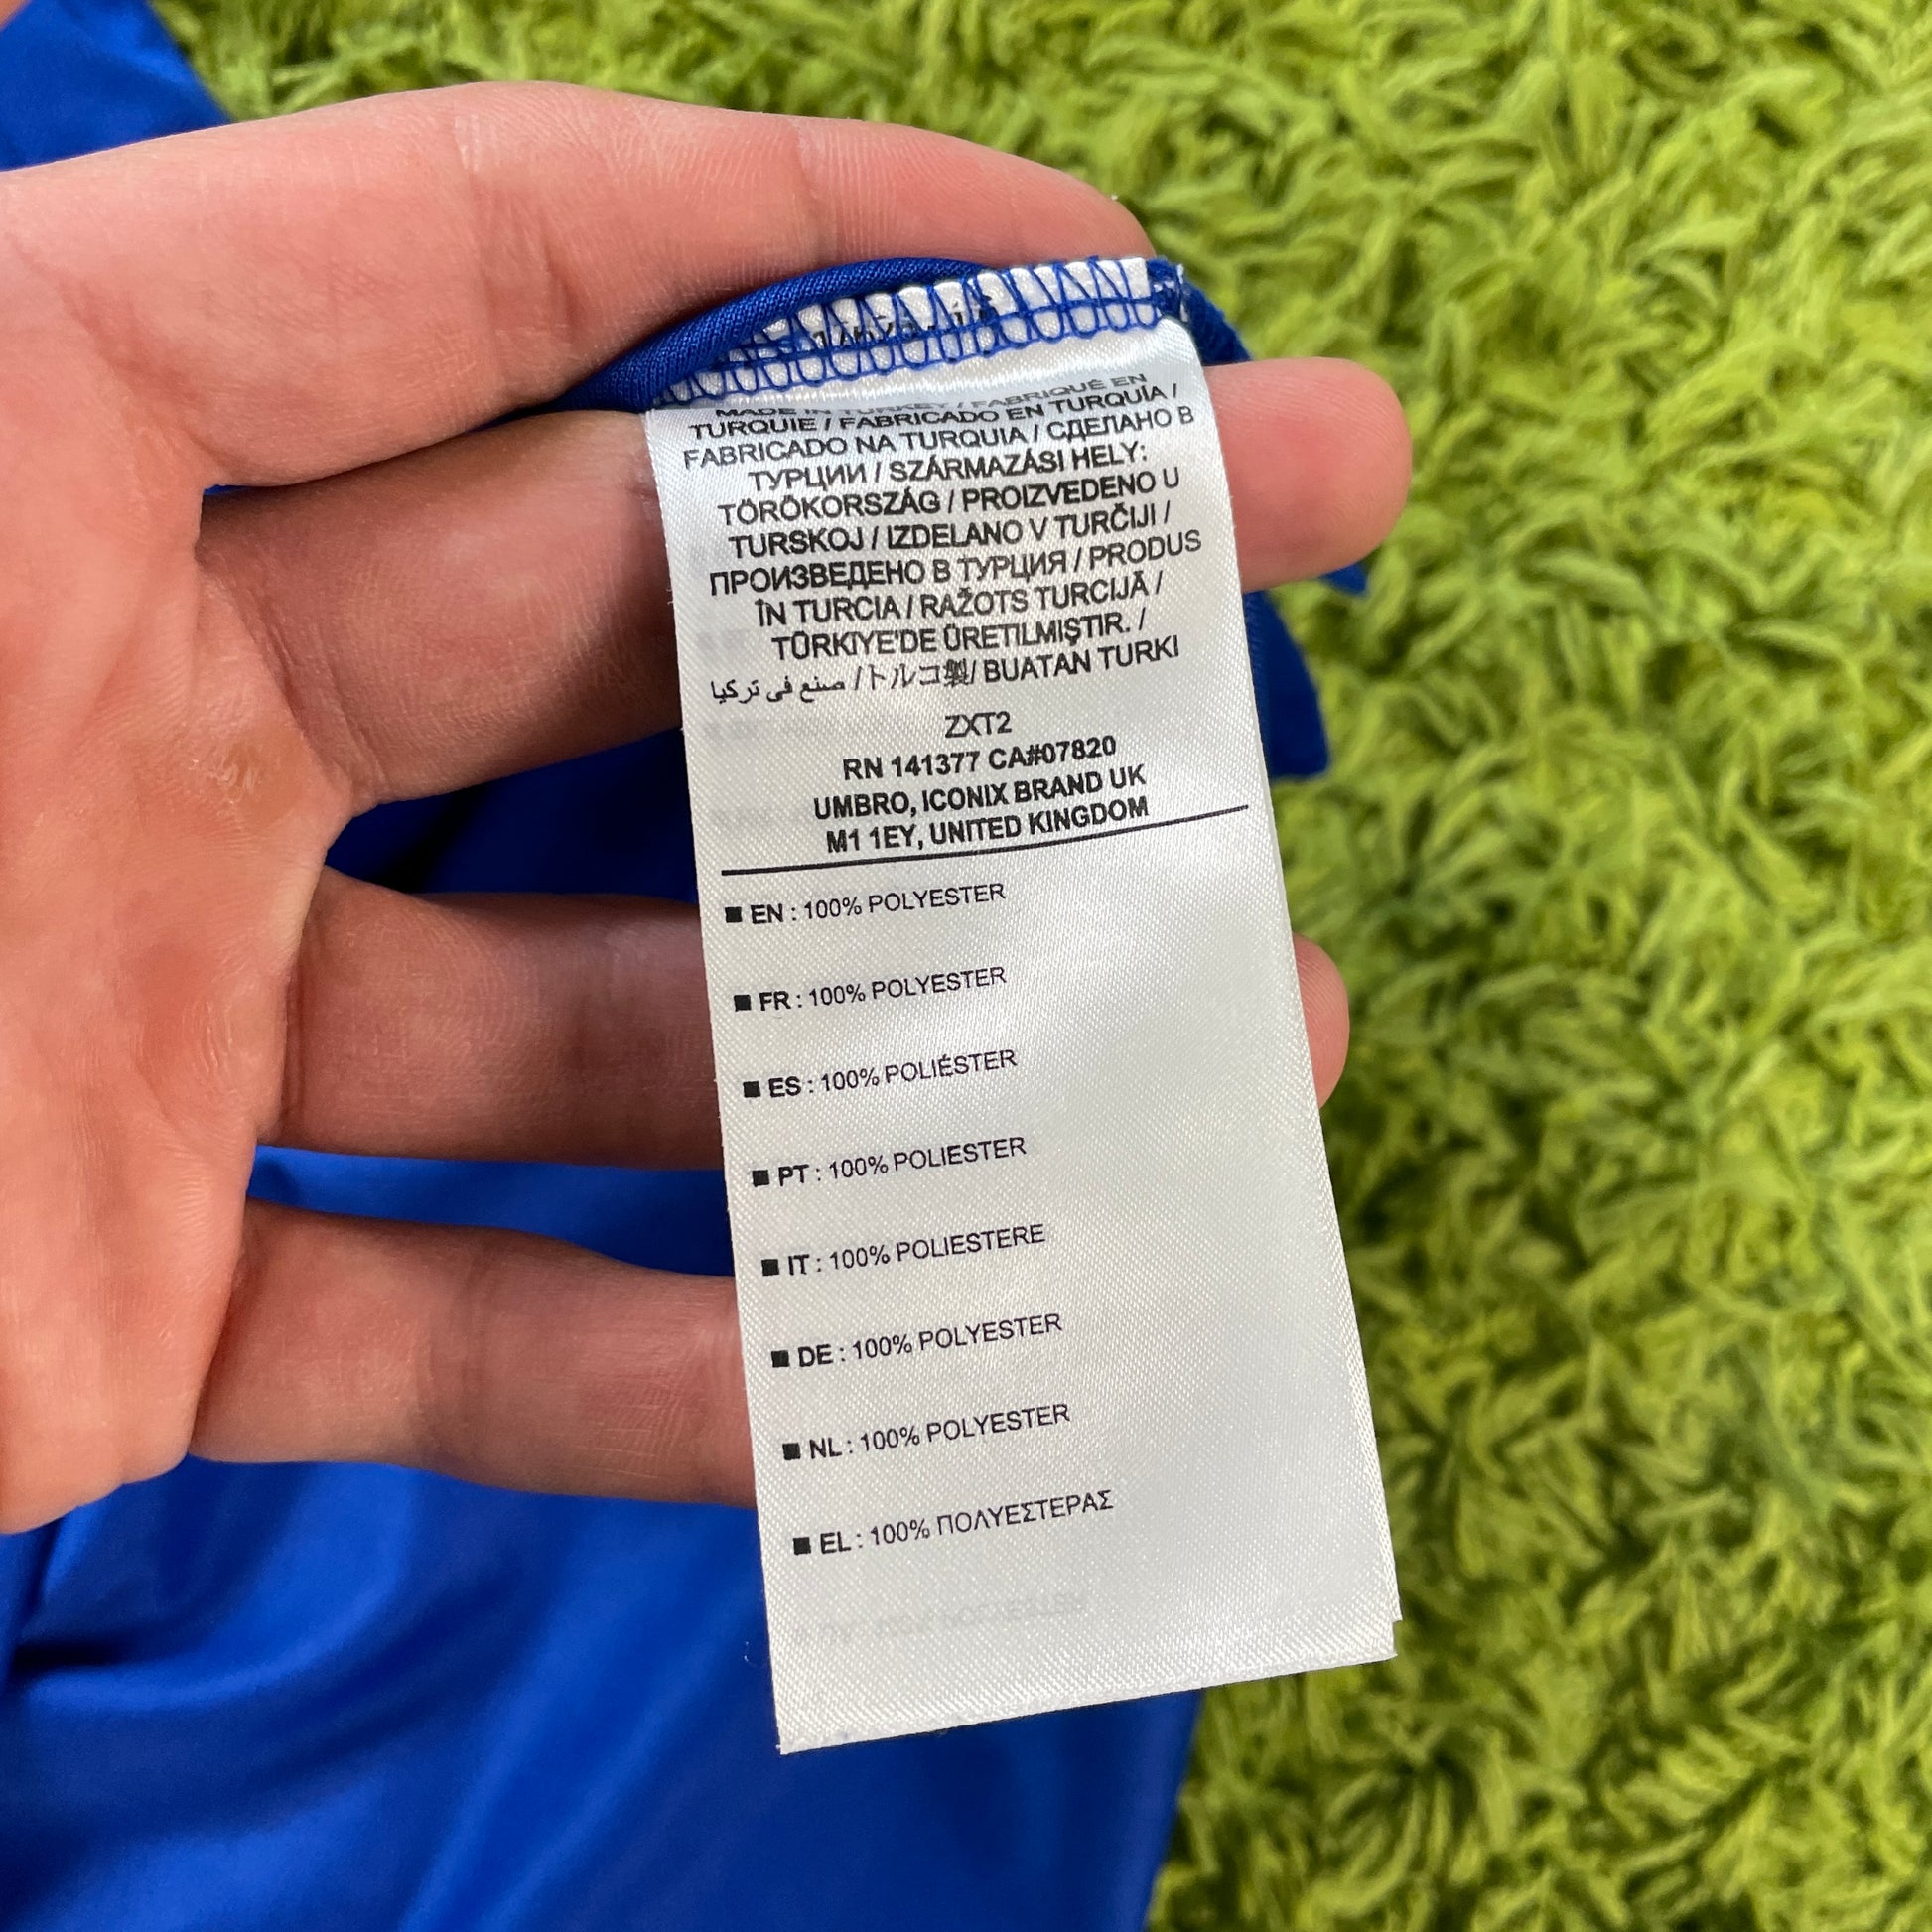 MADE IN TURKEY / FABRIQUÉ EN
TURQUIE / FABRICADO EN TURQUÍA /
FABRICADO NA TURQUIA / СДЕЛАНО В
ТУРЦИИ / SZÁRMAZÁSI HELY:
TÖRÖKORSZÁG / PROIZVEDENO U
TURSKOJ / IZDELANO V TURČIJI /
ПРОИЗВЕДЕНО В ТУРЦИЯ / PRODUS
ÎN TURCIA / RAŽOTS TURCIJĀ /
TÜRKIYE'DE ÜRETILMIŞTIR. /
صنع في تركيا /トルコ製/ BUATAN TURKI
ZXT2
RN 141377 CA#07820
UMBRO, ICONIX BRAND UK
M1 1EY, UNITED KINGDOM
■ EN : 100% POLYESTER
■ FR : 100% POLYESTER
■ ES : 100% POLIÉSTER
■ PT : 100% POLIESTER
■ IT : 100% POLIESTERE
■ DE : 100% POLYESTER
■ NL : 100% POLYESTER
■ EL : 100% ΠΟΛΥΕΣΤΕΡΑΣ